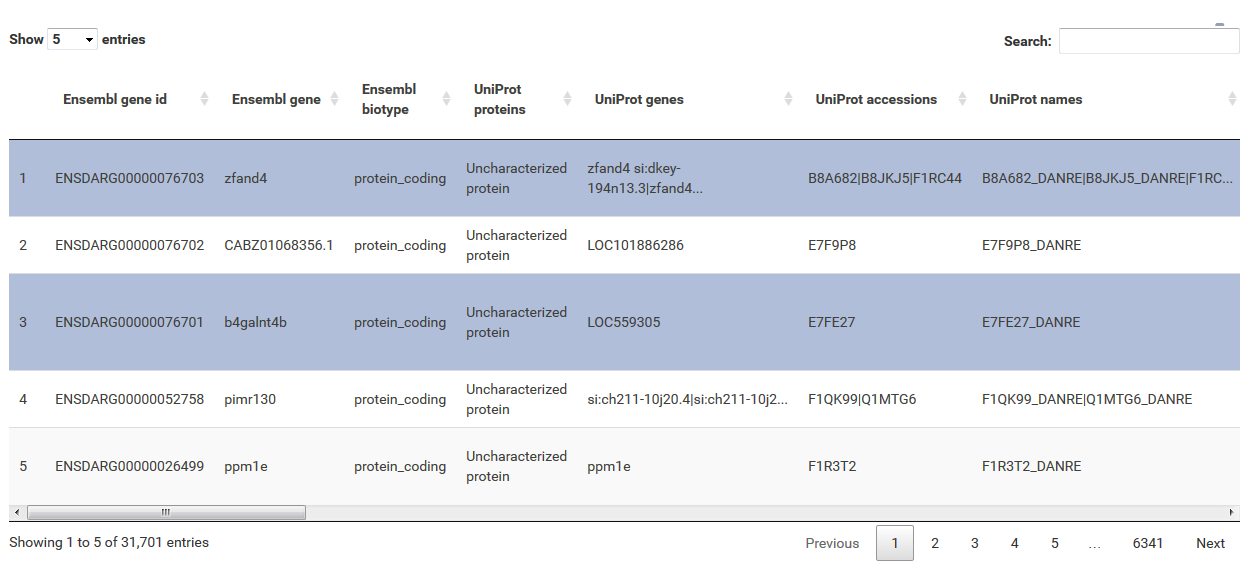 Show 5 entries
Search:
Ensembl gene id Ensembl gene Ensembl biotype UniProt proteins UniProt genes UniProt accessions UniProt names
1 ENSDARG00000076703 zfand4 protein_coding Uncharacterized protein zfand4 si:dkey-194n13.3|zfand4... B8A682|B8JKJ5|F1RC44 B8A682_DANRE|B8JKJ5_DANRE|F1RC...
2 ENSDARG00000076702 CABZ01068356.1 protein_coding Uncharacterized protein LOC101886286 E7F9P8 E7F9P8_DANRE
3 ENSDARG00000076701 b4galnt4b protein_coding Uncharacterized protein LOC559305 E7FE27 E7FE27_DANRE
4 ENSDARG00000052758 pimr130 protein_coding Uncharacterized protein si:ch211-10j20.4|si:ch211-10j2... F1QK99|Q1MTG6 F1QK99_DANRE|Q1MTG6_DANRE
5 ENSDARG00000026499 ppm1e protein_coding Uncharacterized protein ppm1e F1R3T2 F1R3T2_DANRE
Showing 1 to 5 of 31,701 entries
Previous 1 2 3 4 5 ... 6341 Next